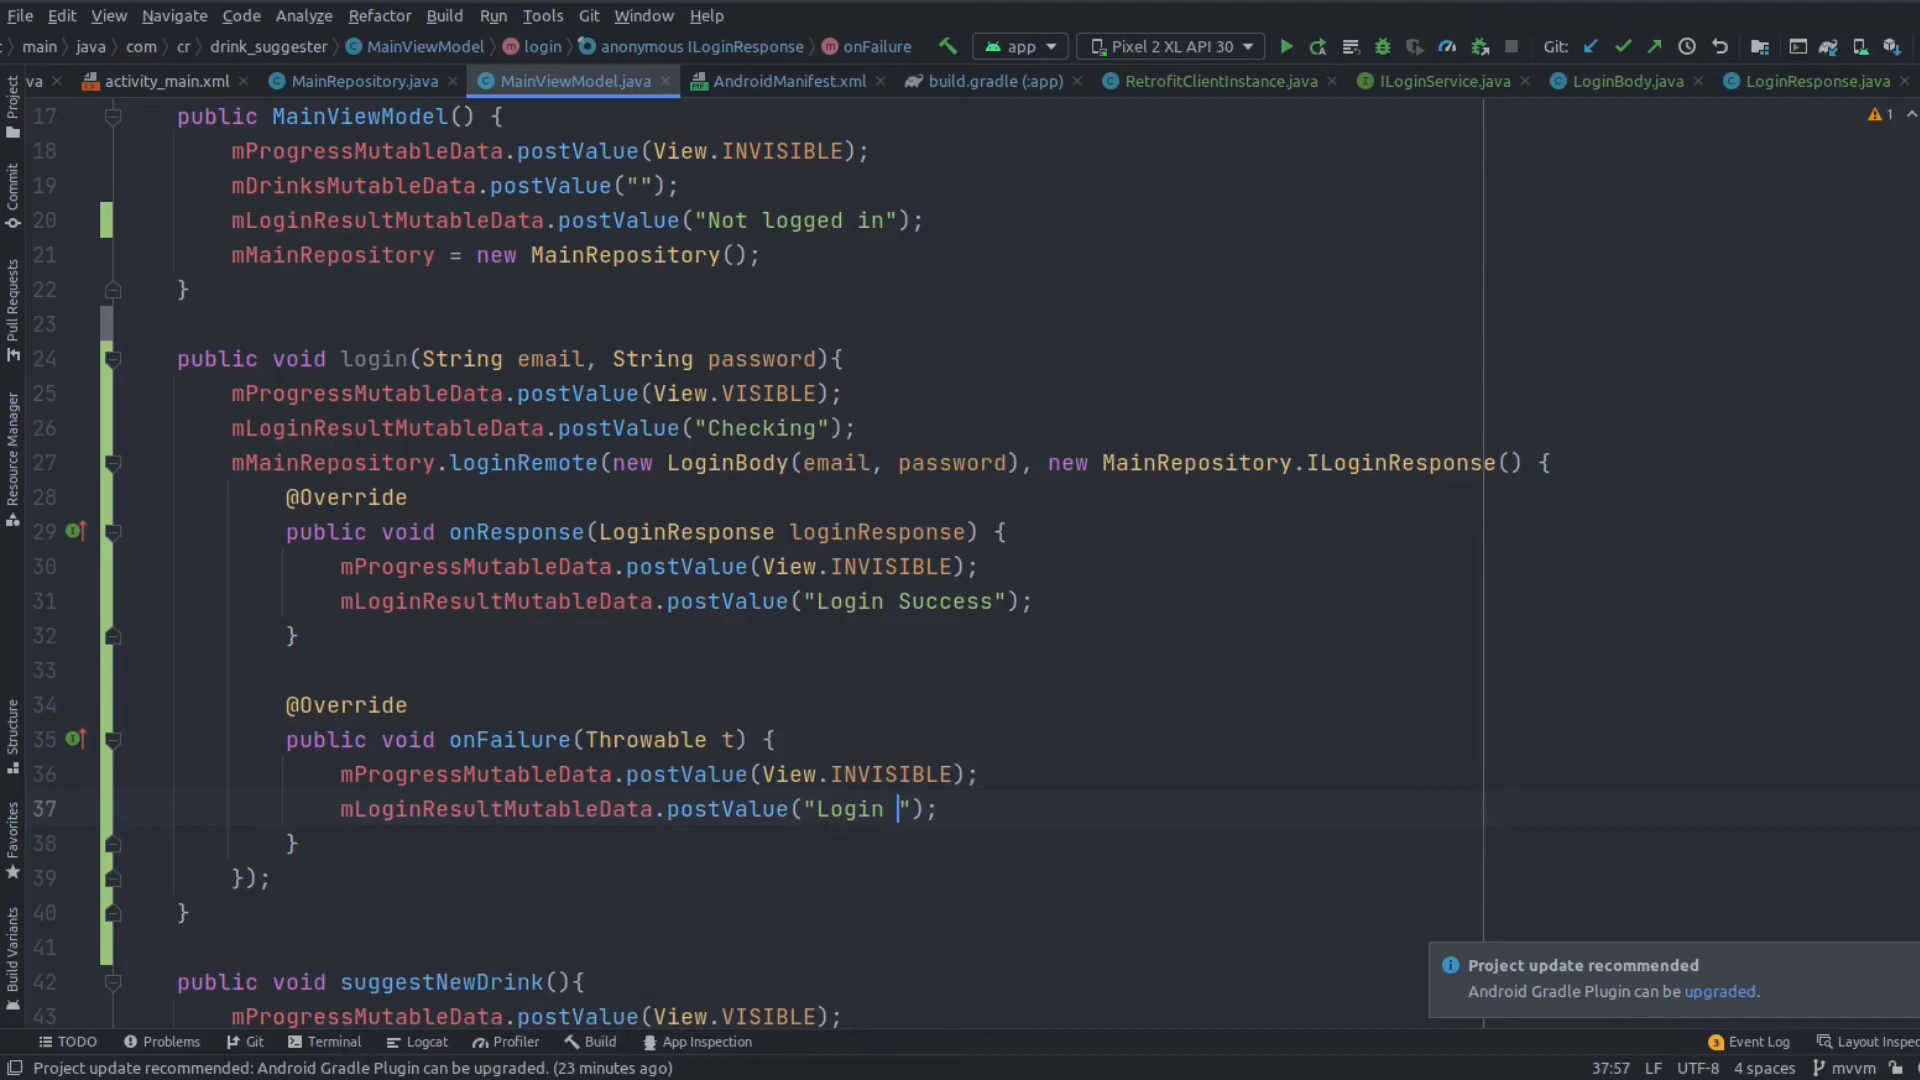 File Edit View Navigate Code Analyze Refactor Build Run Tools Git Window Help
main java com cr drink_suggester MainViewModel login anonymous ILoginResponse onFailure app Pixel 2 XL API 30 Git:
va activity_main.xml MainRepository.java MainViewModel.java AndroidManifest.xml build.gradle (:app) RetrofitClientInstance.java ILoginService.java LoginBody.java LoginResponse.java
17 public MainViewModel() {
18 mProgressMutableData.postValue(View.INVISIBLE);
19 mDrinksMutableData.postValue("");
20 mLoginResultMutableData.postValue("Not logged in");
21 mMainRepository = new MainRepository();
22 }
23
24 public void login(String email, String password){
25 mProgressMutableData.postValue(View.VISIBLE);
26 mLoginResultMutableData.postValue("Checking");
27 mMainRepository.loginRemote(new LoginBody(email, password), new MainRepository.ILoginResponse() {
28 @Override
29 public void onResponse(LoginResponse loginResponse) {
30 mProgressMutableData.postValue(View.INVISIBLE);
31 mLoginResultMutableData.postValue("Login Success");
32 }
33
34 @Override
35 public void onFailure(Throwable t) {
36 mProgressMutableData.postValue(View.INVISIBLE);
37 mLoginResultMutableData.postValue("Login ");
38 }
39 });
40 }
41
42 public void suggestNewDrink(){
43 mProgressMutableData.postValue(View.VISIBLE);
1
Project
Commit
Pull Requests
Resource Manager
Structure
Favorites
Build Variants
Project update recommended
Android Gradle Plugin can be upgraded.
TODO Problems Git Terminal Logcat Profiler Build App Inspection 3 Event Log Layout Inspec
Project update recommended: Android Gradle Plugin can be upgraded. (23 minutes ago) 37:57 LF UTF-8 4 spaces mvvm